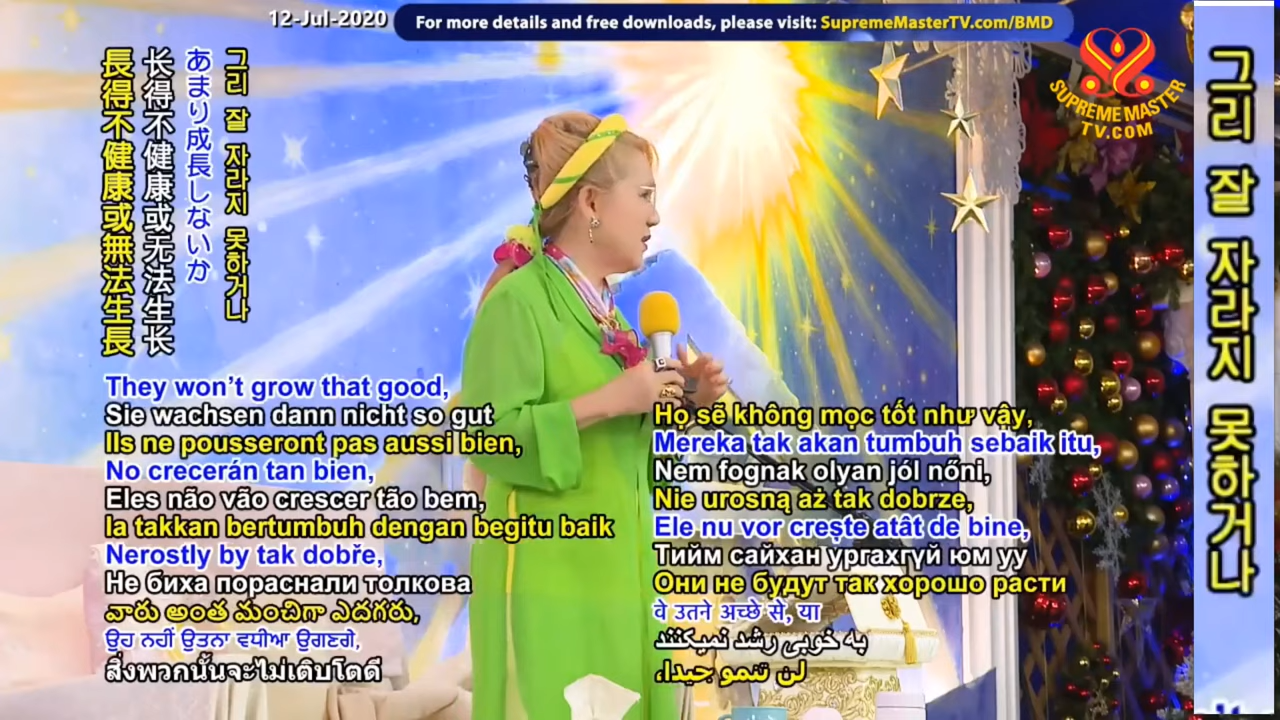 12-Jul-2020
For more details and free downloads, please visit: SupremeMasterTV.com/BMD
SUPREME MASTER
TV.COM
그리 잘 자라지 못하거나
あまり成長しないか
长得不健康或无法生长
長得不健康或無法生長
They won’t grow that good,
Sie wachsen dann nicht so gut
Ils ne pousseront pas aussi bien,
No crecerán tan bien,
Eles não vão crescer tão bem,
Ia takkan bertumbuh dengan begitu baik
Nerostly by tak dobře,
Не биха пораснали толкова
వారు అంత మంచిగా ఎదగరు,
ਉਹ ਨਹੀਂ ਉਤਨਾ ਵਧੀਆ ਉਗਣਗੇ,
สิ่งพวกนั้นจะไม่เติบโตดี
Họ sẽ không mọc tốt như vậy,
Mereka tak akan tumbuh sebaik itu,
Nem fognak olyan jól nőni,
Nie urosną aż tak dobrze,
Ele nu vor crește atât de bine,
Тийм сайхан ургахгүй юм уу
Они не будут так хорошо расти
वे उतने अच्छे से, या
به خوبی رشد نمیکنند
لن تنمو جيدا،
그리 잘 자라지 못하거나